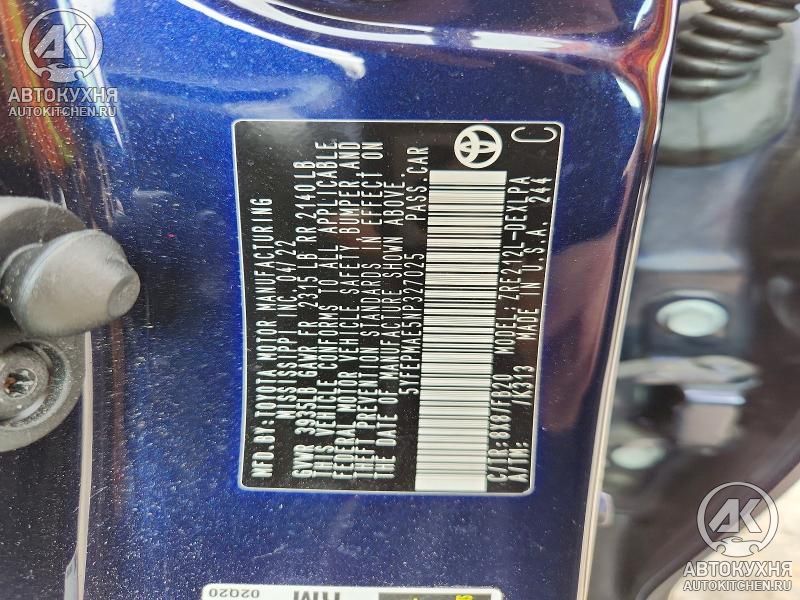 АК
АВТОКУХНЯ
AUTOKITCHEN.RU
MFD.BY:TOYOTA MOTOR MANUFACTURING
MISSISSIPPI INC. 04/22
GVWR 3935LB GAWR FR 2315 LB RR 2140 LB
THIS VEHICLE CONFORMS TO ALL APPLICABLE
FEDERAL MOTOR VEHICLE SAFETY BUMPER AND
THEFT PREVENTION STANDARDS IN EFFECT ON
THE DATE OF MANUFACTURE SHOWN ABOVE.
5YFEPMAE5NP327025 PASS.CAR
C/TR:8X8/FB20 MODEL:ZRE212L-DEXLPA
A/TM: /K313 MADE IN U.S.A. 244
C
02020
АК
АВТОКУХНЯ
AUTOKITCHEN.RU